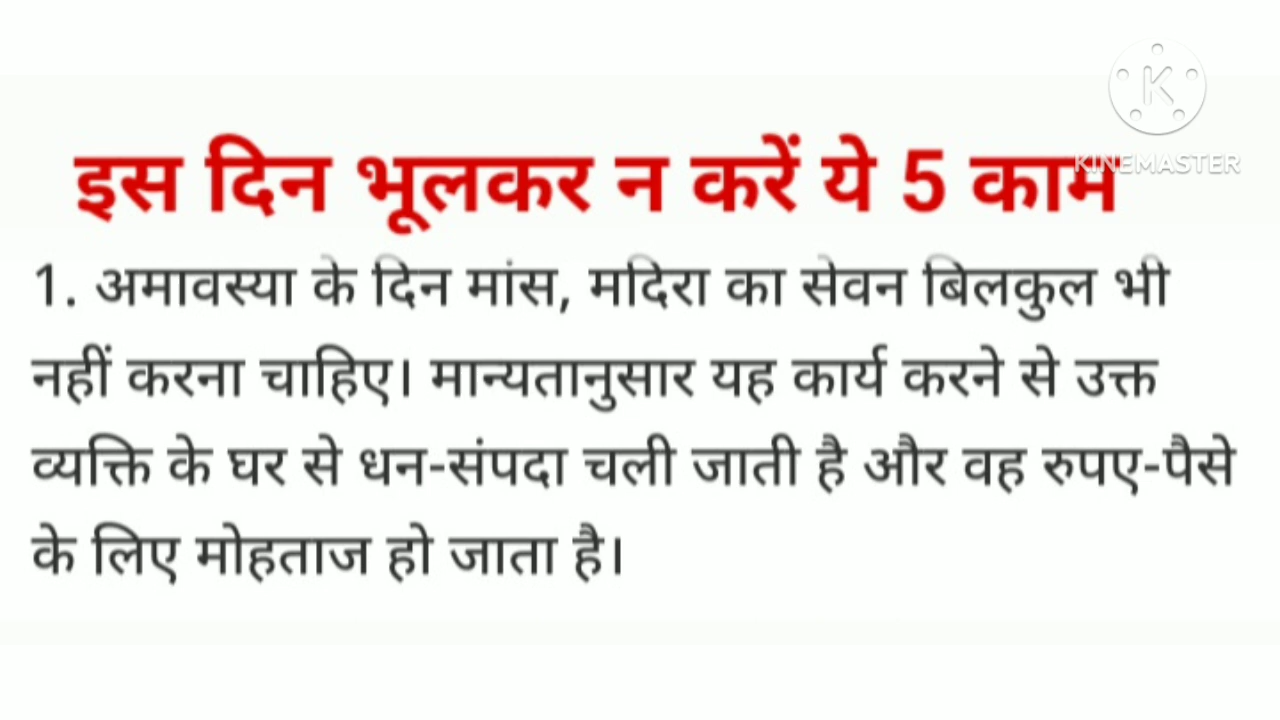 KINEMASTER
इस दिन भूलकर न करें ये 5 काम
1. अमावस्या के दिन मांस, मदिरा का सेवन बिलकुल भी
नहीं करना चाहिए। मान्यतानुसार यह कार्य करने से उक्त
व्यक्ति के घर से धन-संपदा चली जाती है और वह रुपए-पैसे
के लिए मोहताज हो जाता है।